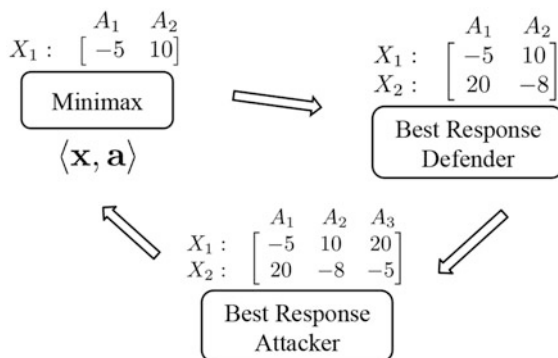 A₁ A₂
X₁ : [ −5 10 ]
Minimax
⟨x, a⟩
A₁ A₂
X₁ : [ −5 10 ]
X₂ : [ 20 −8 ]
Best Response
Defender
A₁ A₂ A₃
X₁ : [ −5 10 20 ]
X₂ : [ 20 −8 −5 ]
Best Response
Attacker